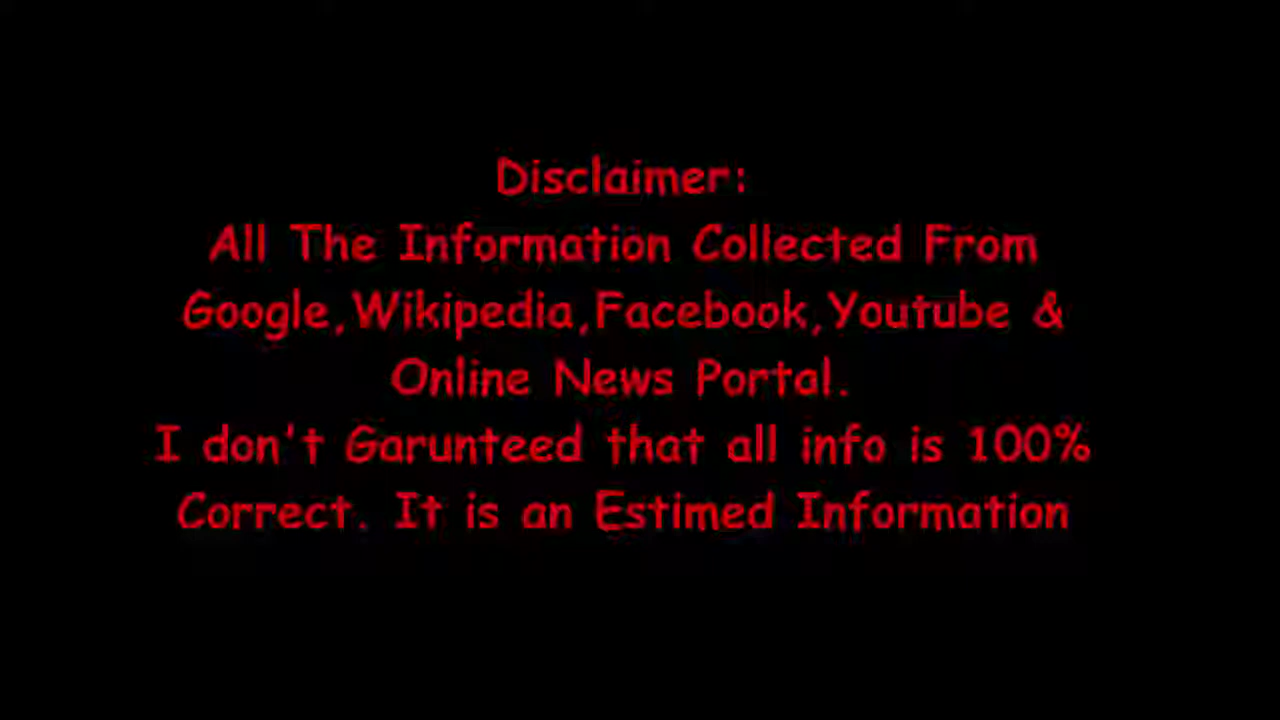 Disclaimer:
All The Information Collected From
Google,Wikipedia,Facebook,Youtube &
Online News Portal.
I don't Garunteed that all info is 100%
Correct. It is an Estimed Information